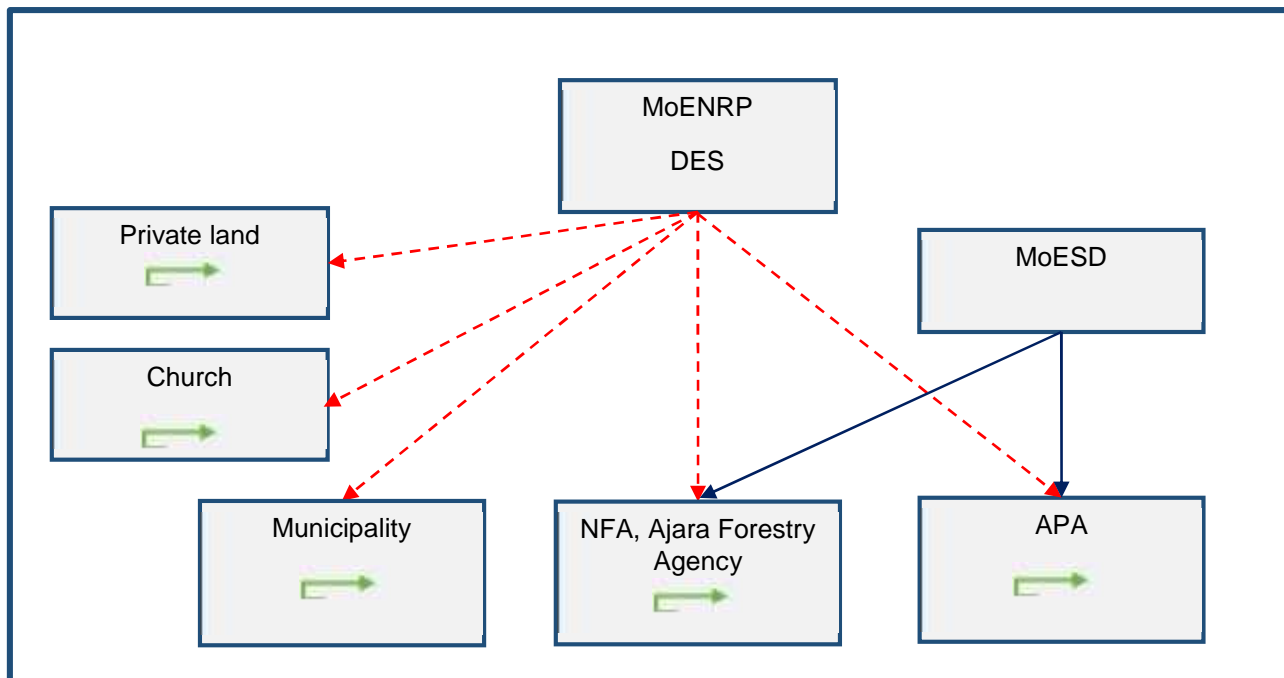 MoENRP
DES
Private land
MoESD
Church
Municipality
NFA, Ajara Forestry
Agency
APA